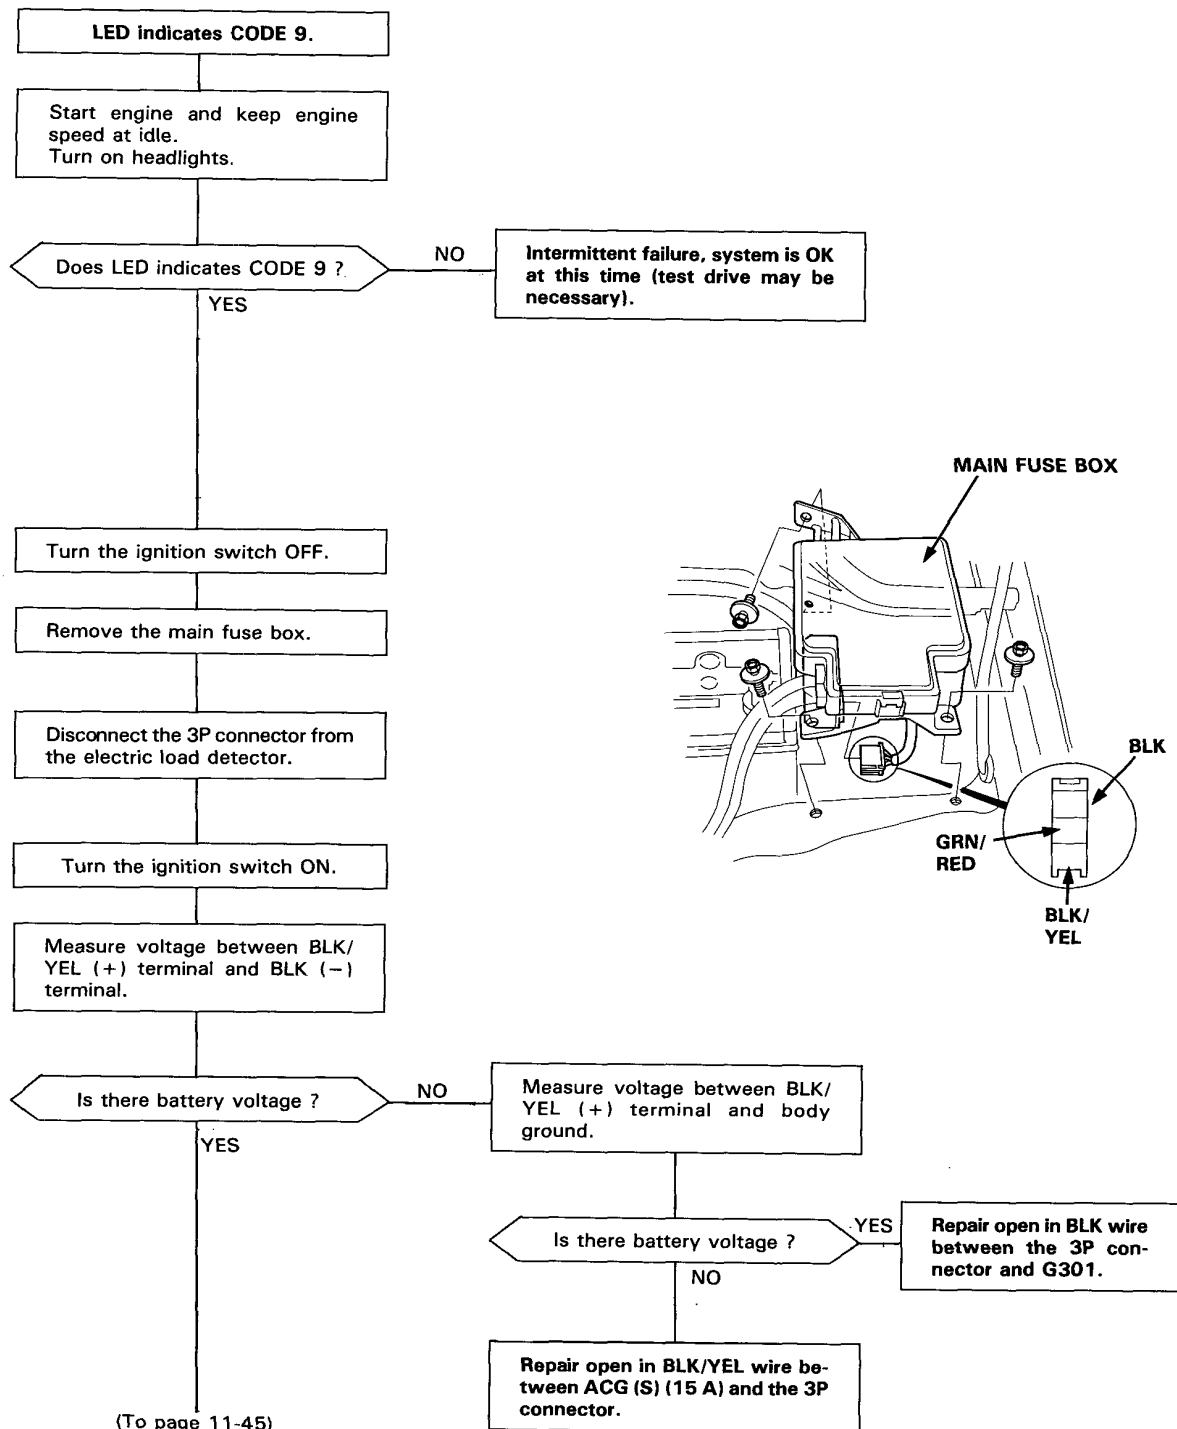 LED indicates CODE 9.
Start engine and keep engine
speed at idle.
Turn on headlights.
Does LED indicates CODE 9 ?
NO
Intermittent failure, system is OK
at this time (test drive may be
necessary).
YES
MAIN FUSE BOX
Turn the ignition switch OFF.
Remove the main fuse box.
Disconnect the 3P connector from
the electric load detector.
BLK
GRN/
RED
BLK/
YEL
Turn the ignition switch ON.
Measure voltage between BLK/
YEL (+) terminal and BLK (−)
terminal.
Is there battery voltage ?
NO
Measure voltage between BLK/
YEL (+) terminal and body
ground.
YES
Is there battery voltage ?
YES
Repair open in BLK wire
between the 3P con-
nector and G301.
NO
Repair open in BLK/YEL wire be-
tween ACG (S) (15 A) and the 3P
connector.
(To page 11-45)